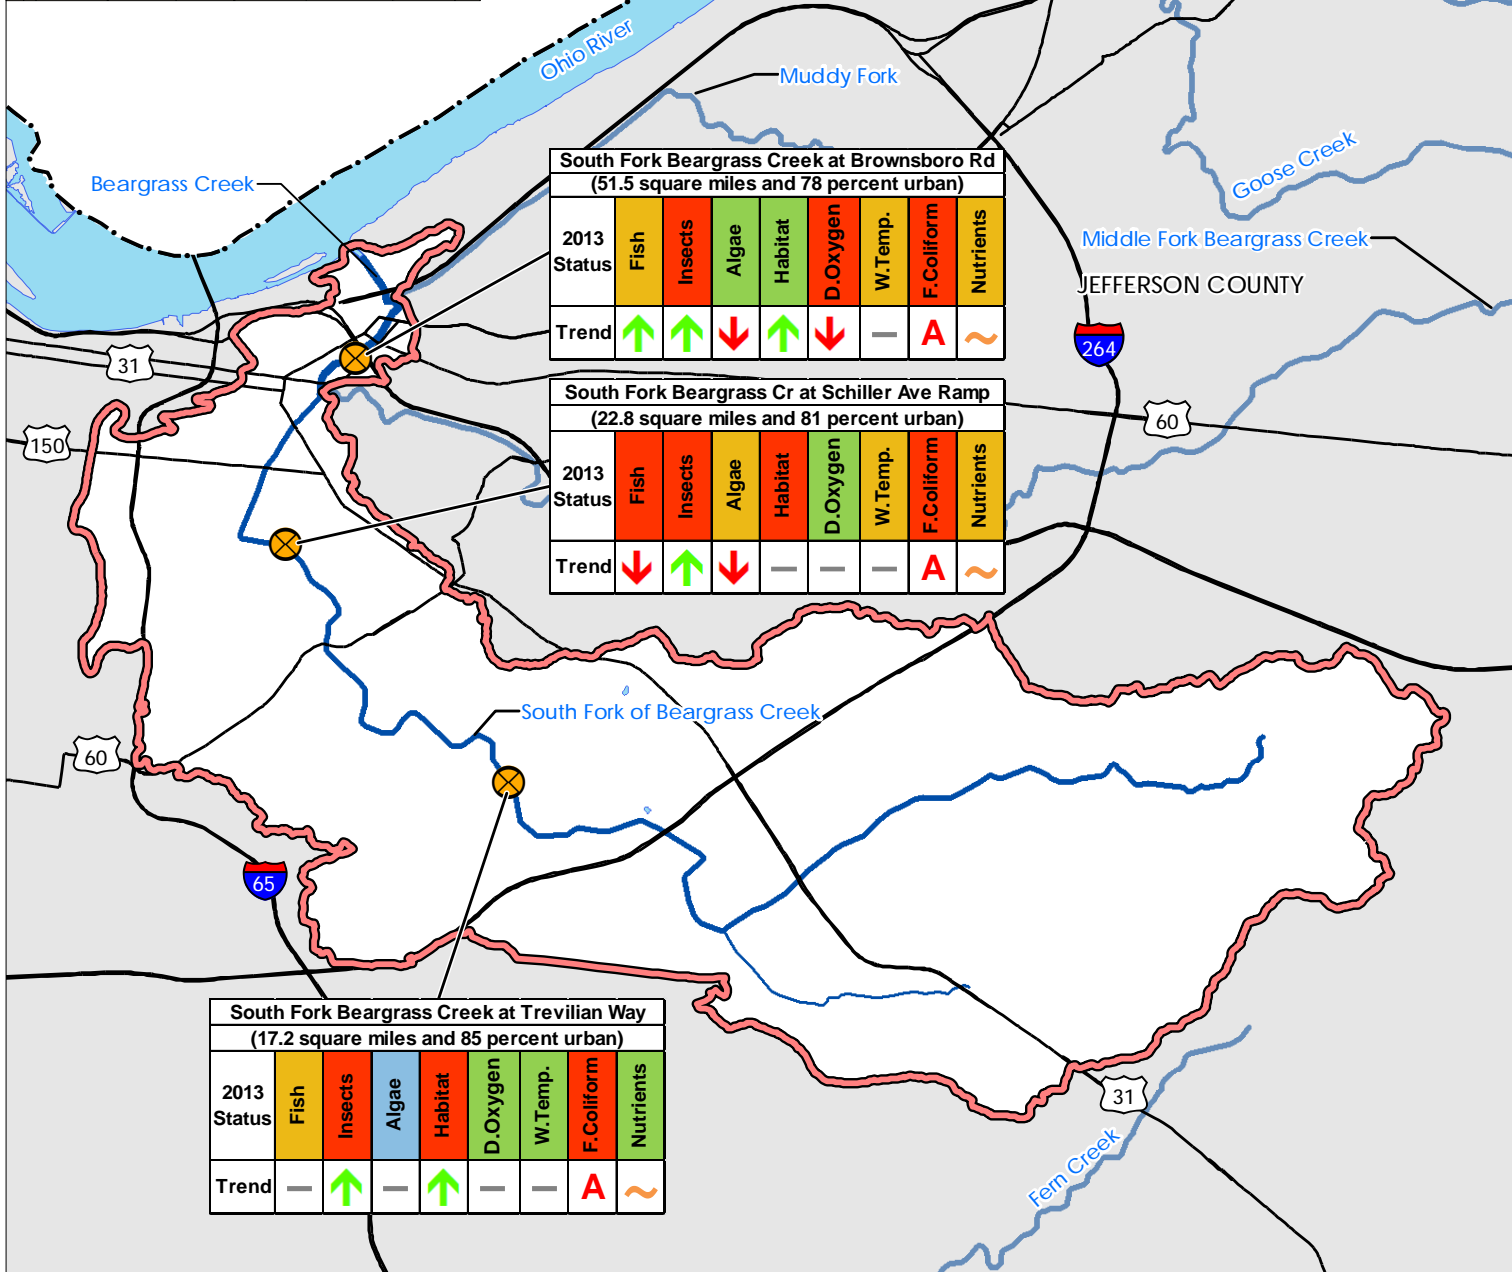 Ohio River
Muddy Fork
Beargrass Creek
Goose Creek
Middle Fork Beargrass Creek
JEFFERSON COUNTY
South Fork Beargrass Creek at Brownsboro Rd
(51.5 square miles and 78 percent urban)
2013 Status Fish Insects Algae Habitat D.Oxygen W.Temp. F.Coliform Nutrients
Trend A ~
31
264
60
150
South Fork Beargrass Cr at Schiller Ave Ramp
(22.8 square miles and 81 percent urban)
2013 Status Fish Insects Algae Habitat D.Oxygen W.Temp. F.Coliform Nutrients
Trend A ~
South Fork of Beargrass Creek
60
65
South Fork Beargrass Creek at Trevilian Way
(17.2 square miles and 85 percent urban)
2013 Status Fish Insects Algae Habitat D.Oxygen W.Temp. F.Coliform Nutrients
Trend A ~
31
Fern Creek